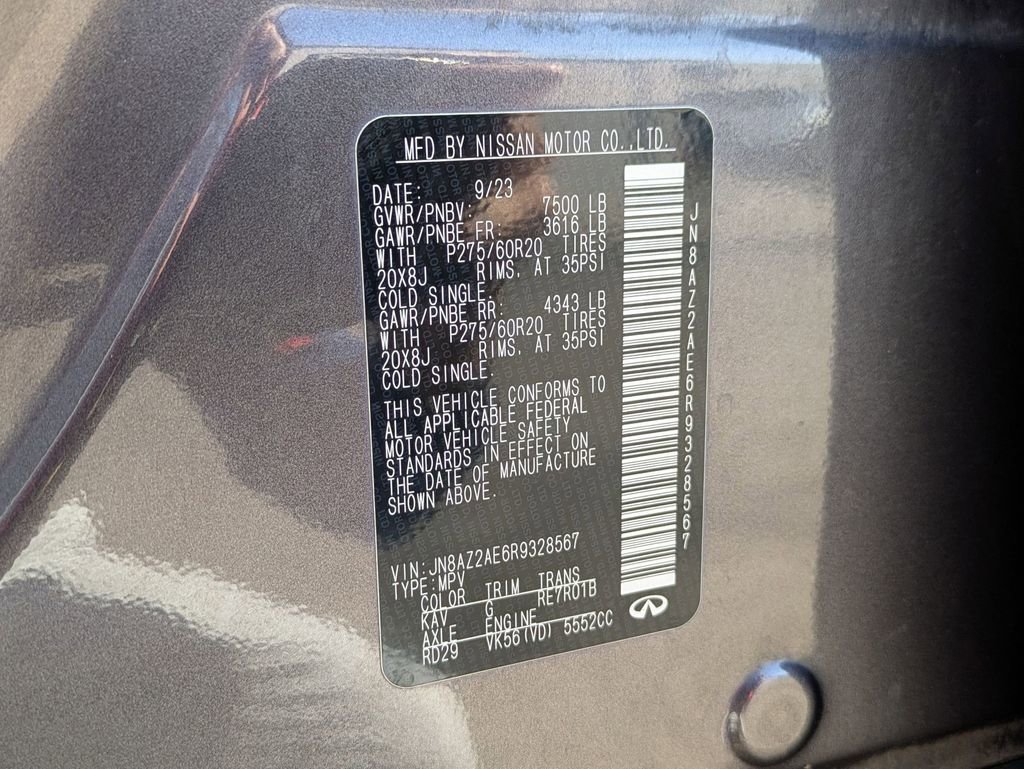 MFD BY NISSAN MOTOR CO.,LTD.
DATE: 9/23
GVWR/PNBV: 7500 LB
GAWR/PNBE FR: 3616 LB
WITH P275/60R20 TIRES
20X8J RIMS, AT 35PSI
COLD SINGLE.
GAWR/PNBE RR: 4343 LB
WITH P275/60R20 TIRES
20X8J RIMS, AT 35PSI
COLD SINGLE.
THIS VEHICLE CONFORMS TO
ALL APPLICABLE FEDERAL
MOTOR VEHICLE SAFETY
STANDARDS IN EFFECT ON
THE DATE OF MANUFACTURE
SHOWN ABOVE.
VIN:JN8AZ2AE6R9328567
TYPE:MPV
COLOR TRIM TRANS
KAV G RE7R01B
AXLE ENGINE
RD29 VK56(VD) 5552CC
JN8AZ2AE6R9328567